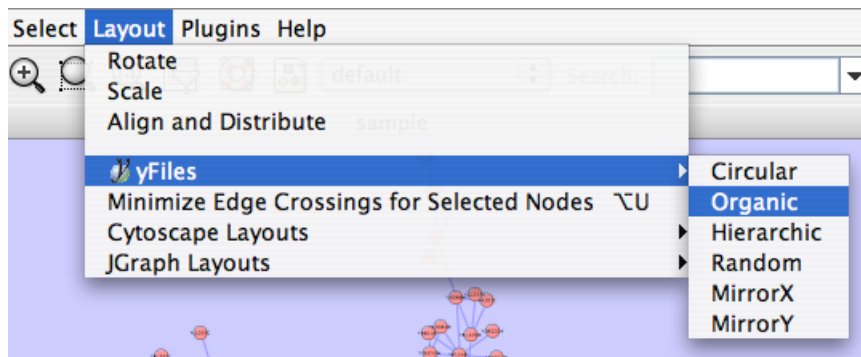 Select Layout Plugins Help
Rotate
default Search:
Scale
Align and Distribute sample
yFiles Circular
Organic
Minimize Edge Crossings for Selected Nodes ⌥U
Cytoscape Layouts Hierarchic
JGraph Layouts Random
MirrorX
MirrorY